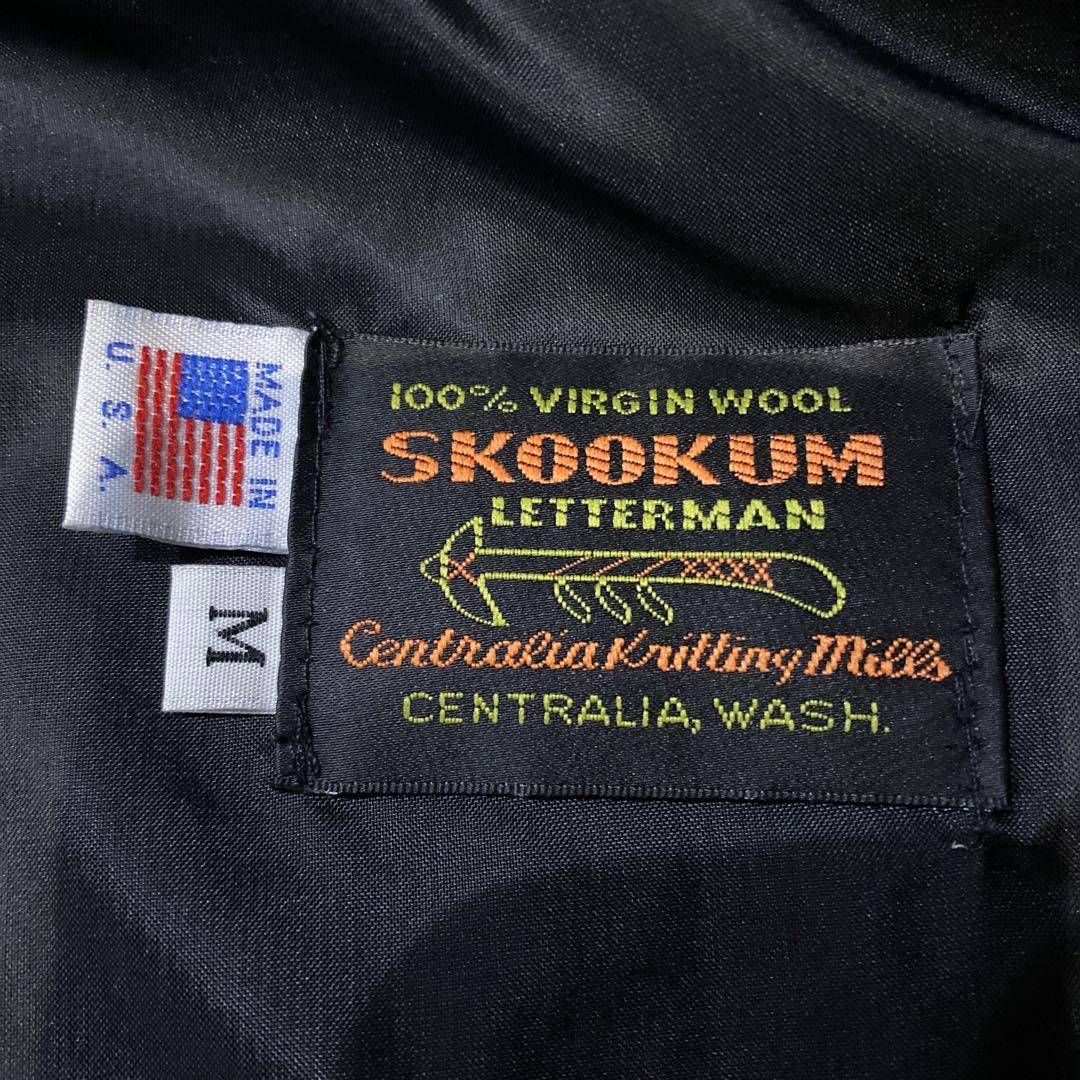 MADE IN
U. S. A.
M
100% VIRGIN WOOL
SKOOKUM
LETTERMAN
Centralia Knitting Mills
CENTRALIA, WASH.